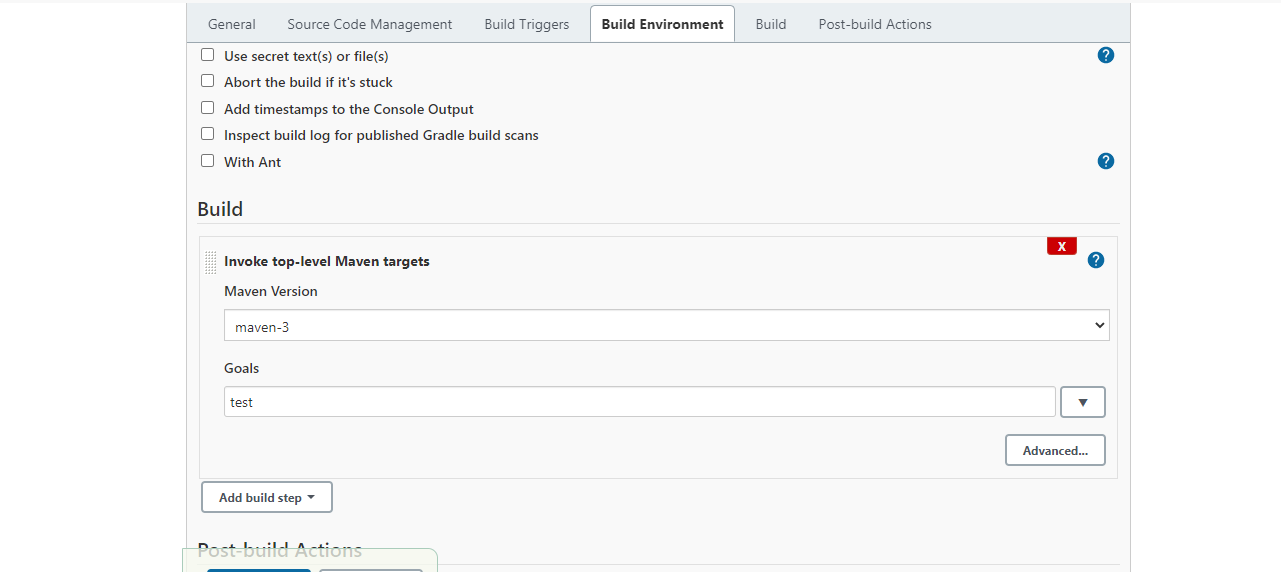 General Source Code Management Build Triggers Build Environment Build Post-build Actions
Use secret text(s) or file(s) ?
Abort the build if it's stuck
Add timestamps to the Console Output
Inspect build log for published Gradle build scans
With Ant ?
Build
X
Invoke top-level Maven targets ?
Maven Version
maven-3
Goals
test
Advanced...
Add build step
Post-build Actions